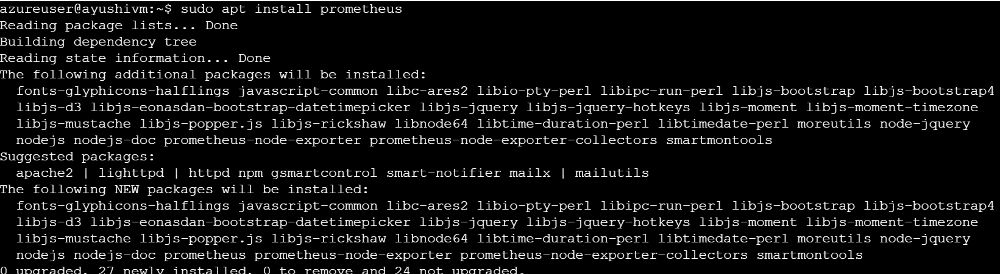 azureuser@ayushivm:~$ sudo apt install prometheus
Reading package lists... Done
Building dependency tree
Reading state information... Done
The following additional packages will be installed:
  fonts-glyphicons-halflings javascript-common libc-ares2 libio-pty-perl libipc-run-perl libjs-bootstrap libjs-bootstrap4
  libjs-d3 libjs-eonasdan-bootstrap-datetimepicker libjs-jquery libjs-jquery-hotkeys libjs-moment libjs-moment-timezone
  libjs-mustache libjs-popper.js libjs-rickshaw libnode64 libtime-duration-perl libtimedate-perl moreutils node-jquery
  nodejs nodejs-doc prometheus-node-exporter prometheus-node-exporter-collectors smartmontools
Suggested packages:
  apache2 | lighttpd | httpd npm gsmartcontrol smart-notifier mailx | mailutils
The following NEW packages will be installed:
  fonts-glyphicons-halflings javascript-common libc-ares2 libio-pty-perl libipc-run-perl libjs-bootstrap libjs-bootstrap4
  libjs-d3 libjs-eonasdan-bootstrap-datetimepicker libjs-jquery libjs-jquery-hotkeys libjs-moment libjs-moment-timezone
  libjs-mustache libjs-popper.js libjs-rickshaw libnode64 libtime-duration-perl libtimedate-perl moreutils node-jquery
  nodejs nodejs-doc prometheus prometheus-node-exporter prometheus-node-exporter-collectors smartmontools
0 upgraded, 27 newly installed, 0 to remove and 24 not upgraded.